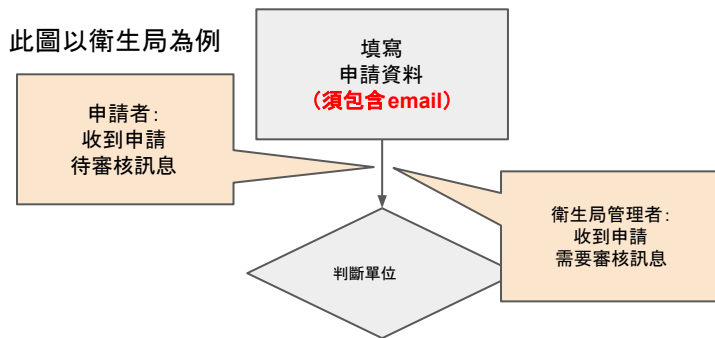 此圖以衛生局為例
填寫
申請資料
（須包含email）
申請者：
收到申請
待審核訊息
衛生局管理者：
收到申請
需要審核訊息
判斷單位